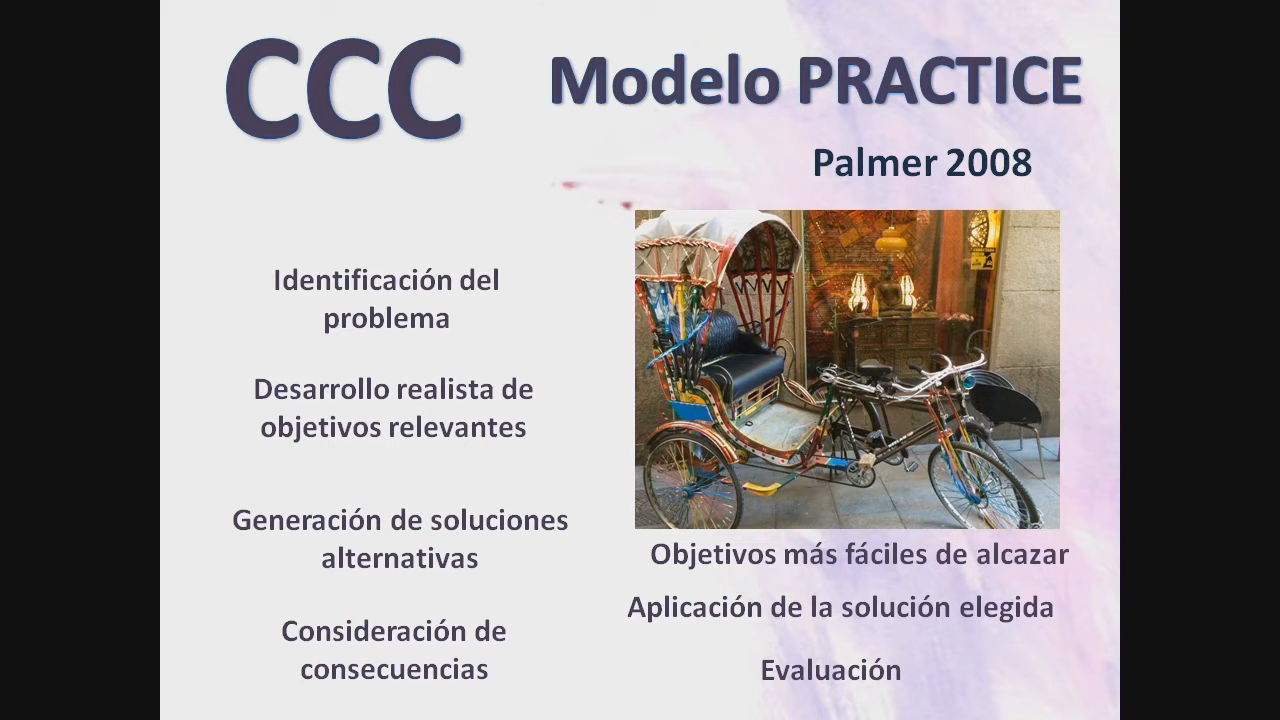 CCC
Modelo PRACTICE
Palmer 2008
Identificación del
problema
Desarrollo realista de
objetivos relevantes
Generación de soluciones
alternativas
Consideración de
consecuencias
Objetivos más fáciles de alcazar
Aplicación de la solución elegida
Evaluación